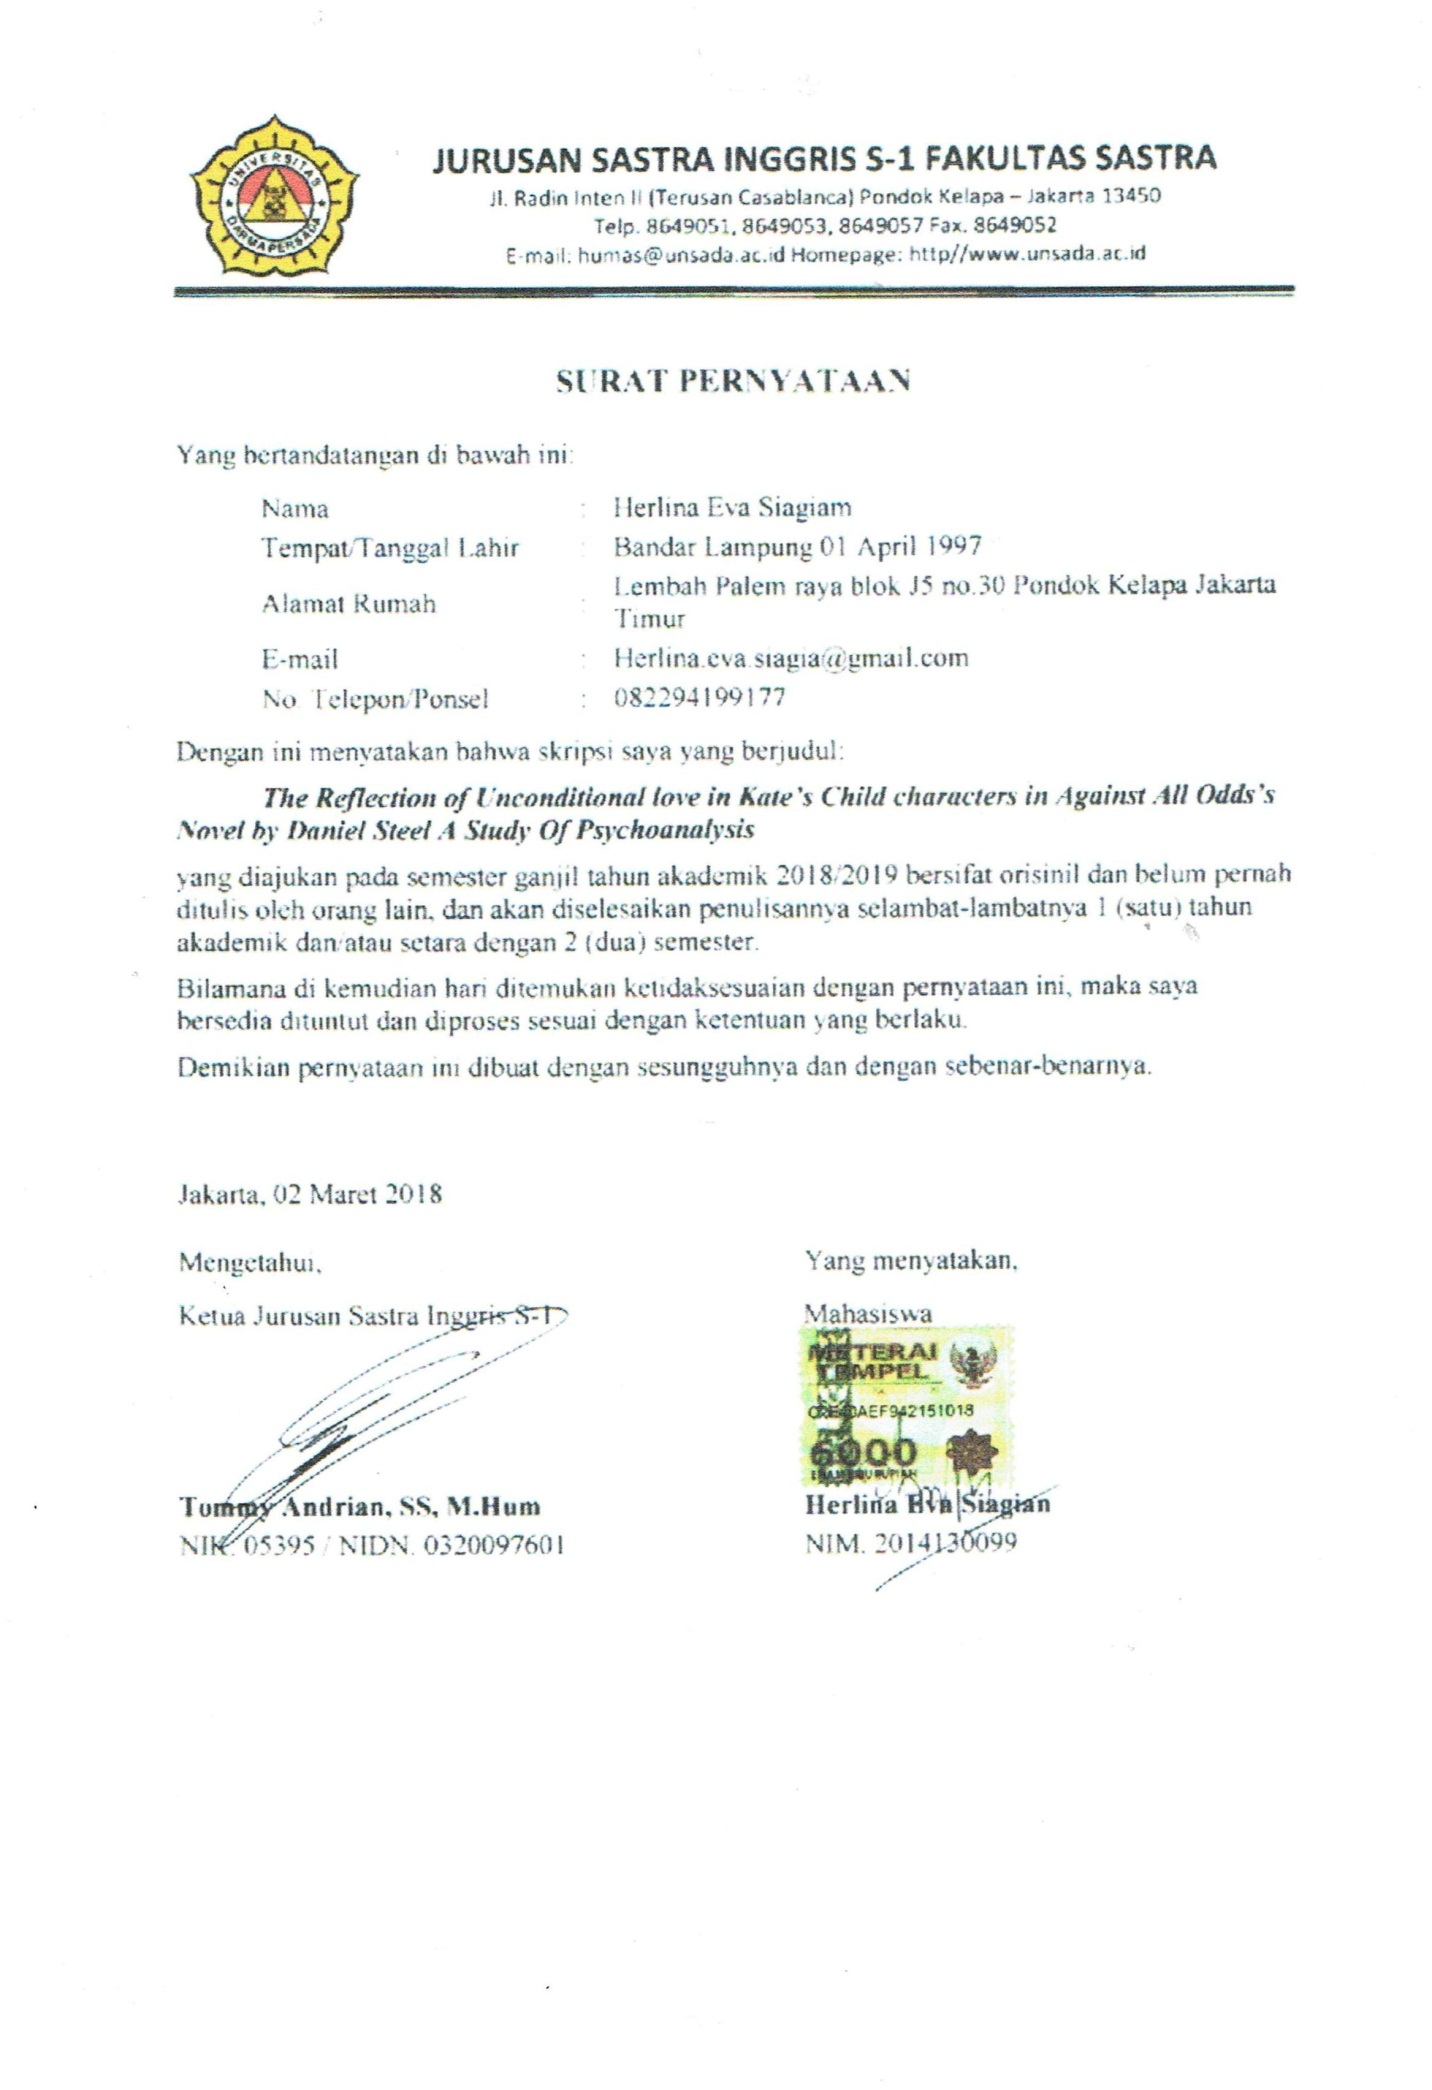 UNIVERSITAS
DARMA PERSADA
JURUSAN SASTRA INGGRIS S-1 FAKULTAS SASTRA
Jl. Radin Inten II (Terusan Casablanca) Pondok Kelapa – Jakarta 13450
Telp. 8649051, 8649053, 8649057 Fax. 8649052
E-mail: humas@unsada.ac.id Homepage: http//www.unsada.ac.id
SURAT PERNYATAAN
Yang bertandatangan di bawah ini:
Nama : Herlina Eva Siagiam
Tempat/Tanggal Lahir : Bandar Lampung 01 April 1997
Alamat Rumah : Lembah Palem raya blok J5 no.30 Pondok Kelapa Jakarta
Timur
E-mail : Herlina.eva.siagia@gmail.com
No. Telepon/Ponsel : 082294199177
Dengan ini menyatakan bahwa skripsi saya yang berjudul:
The Reflection of Unconditional love in Kate's Child characters in Against All Odds's
Novel by Daniel Steel A Study Of Psychoanalysis
yang diajukan pada semester ganjil tahun akademik 2018/2019 bersifat orisinil dan belum pernah
ditulis oleh orang lain, dan akan diselesaikan penulisannya selambat-lambatnya 1 (satu) tahun
akademik dan/atau setara dengan 2 (dua) semester.
Bilamana di kemudian hari ditemukan ketidaksesuaian dengan pernyataan ini, maka saya
bersedia dituntut dan diproses sesuai dengan ketentuan yang berlaku.
Demikian pernyataan ini dibuat dengan sesungguhnya dan dengan sebenar-benarnya.
Jakarta, 02 Maret 2018
Mengetahui,
Ketua Jurusan Sastra Inggris S-1
Tommy Andrian, SS, M.Hum
NIK. 05395 / NIDN. 0320097601
Yang menyatakan,
Mahasiswa
METERAI
TEMPEL
AEF942151018
6000
Herlina Eva Siagian
NIM. 2014130099